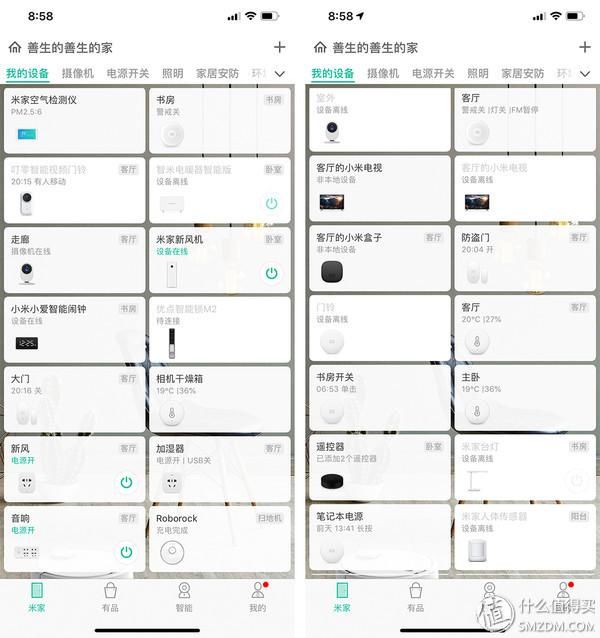 8:58
善生的善生的家
我的设备 摄像机 电源开关 照明 家居安防
米家空气检测仪
PM2.5:6
书房
书房
警戒关
叮零智能视频门铃
客厅
20:15 有人移动
智米电暖器智能版
卧室
设备离线
走廊
客厅
摄像机在线
米家新风机
卧室
设备在线
小米小爱智能闹钟
书房
设备在线
优点智能锁M2
待连接
大门
客厅
20:16 关
相机干燥箱
19°C |36%
新风
客厅
电源开
加湿器
客厅
电源开 | USB关
音响
客厅
电源开
Roborock
扫地机
充电完成
米家
有品
智能
我的
8:58
善生的善生的家
我的设备 摄像机 电源开关 照明 家居安防
室外
设备离线
客厅
警戒关 |灯关 |FM暂停
客厅的小米电视
非本地设备
客厅的小米电视
设备离线
客厅的小米盒子
客厅
非本地设备
防盗门
客厅
20:04 开
门铃
设备离线
客厅
20°C |27%
书房开关
06:53 单击
主卧
|36%
遥控器
卧室
已添加2个遥控器
米家台灯
书房
设备离线
笔记本电源
前天 13:41 长按
米家人体传感器
阳台
设备离线
米家
有品
值 什么值得买
SMZDM.COM